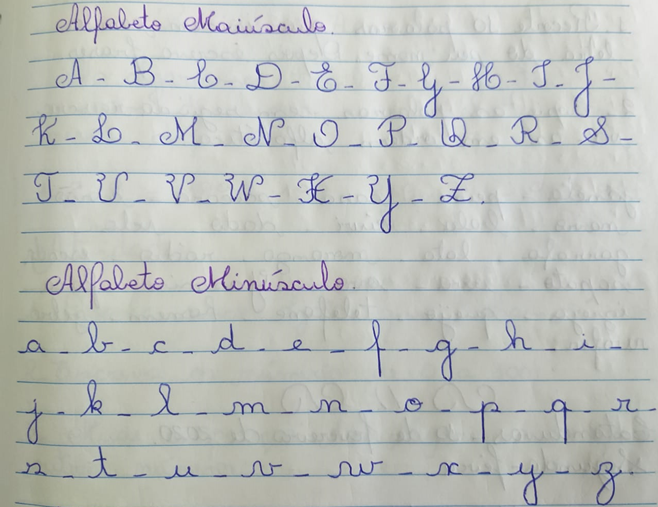 Alfabeto Maiúsculo.
A - B - C - D - E - F - G - H - I - J -
K - L - M - N - O - P - Q - R - S -
T - U - V - W - X - Y - Z.
Alfabeto Minúsculo.
a - b - c - d - e - f - g - h - i -
j - k - l - m - n - o - p - q - r -
s - t - u - v - w - x - y - z.